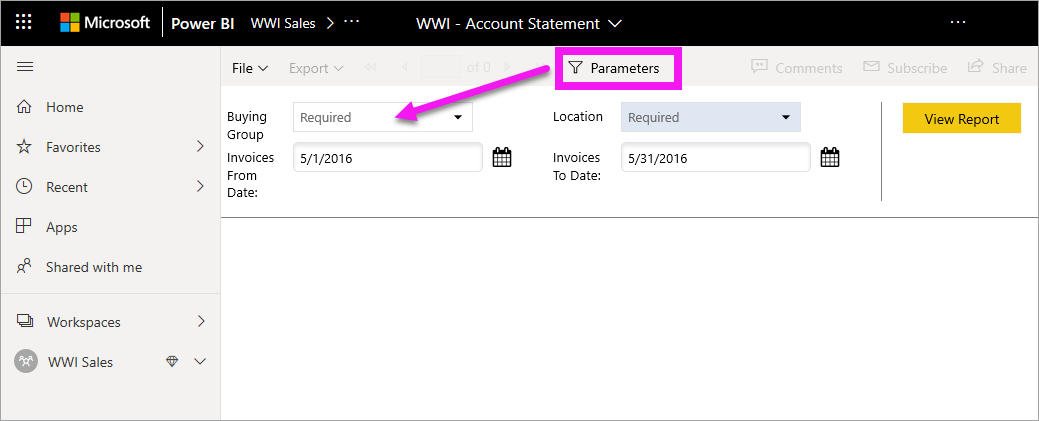 Microsoft Power BI WWI Sales > ... WWI - Account Statement ...
File Export of 0 Parameters Comments Subscribe Share
Home
Favorites
Recent
Apps
Shared with me
Workspaces
WWI Sales
Buying
Group
Required
Location
Required
View Report
Invoices
From
Date:
5/1/2016
Invoices
To Date:
5/31/2016